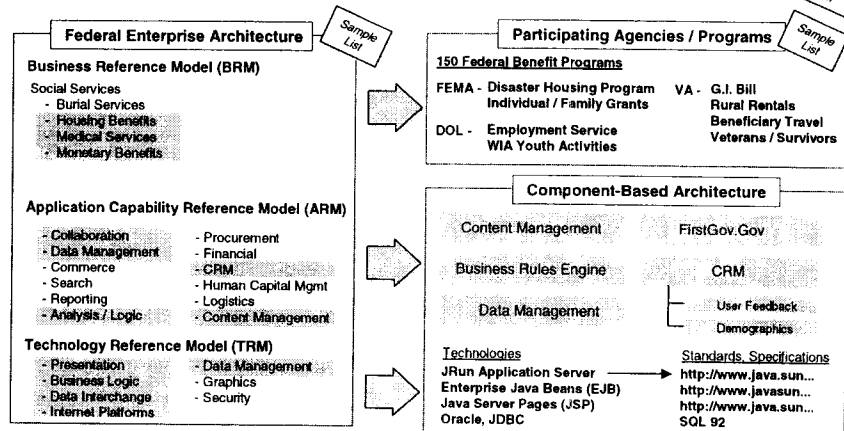 Federal Enterprise Architecture
Sample List
Business Reference Model (BRM)
Social Services
- Burial Services
- Housing Benefits
- Medical Services
- Monetary Benefits
Application Capability Reference Model (ARM)
- Collaboration
- Data Management
- Commerce
- Search
- Reporting
- Analysis / Logic
- Procurement
- Financial
- CRM
- Human Capital Mgmt
- Logistics
- Content Management
Technology Reference Model (TRM)
- Presentation
- Business Logic
- Data Interchange
- Internet Platforms
- Data Management
- Graphics
- Security
Participating Agencies / Programs
Sample List
150 Federal Benefit Programs
FEMA - Disaster Housing Program
Individual / Family Grants
DOL - Employment Service
WIA Youth Activities
VA - G.I. Bill
Rural Rentals
Beneficiary Travel
Veterans / Survivors
Component-Based Architecture
Content Management
Business Rules Engine
Data Management
FirstGov.Gov
CRM
User Feedback
Demographics
Technologies
JRun Application Server
Enterprise Java Beans (EJB)
Java Server Pages (JSP)
Oracle, JDBC
Standards, Specifications
http://www.java.sun...
http://www.javasun...
http://www.java.sun...
SQL 92